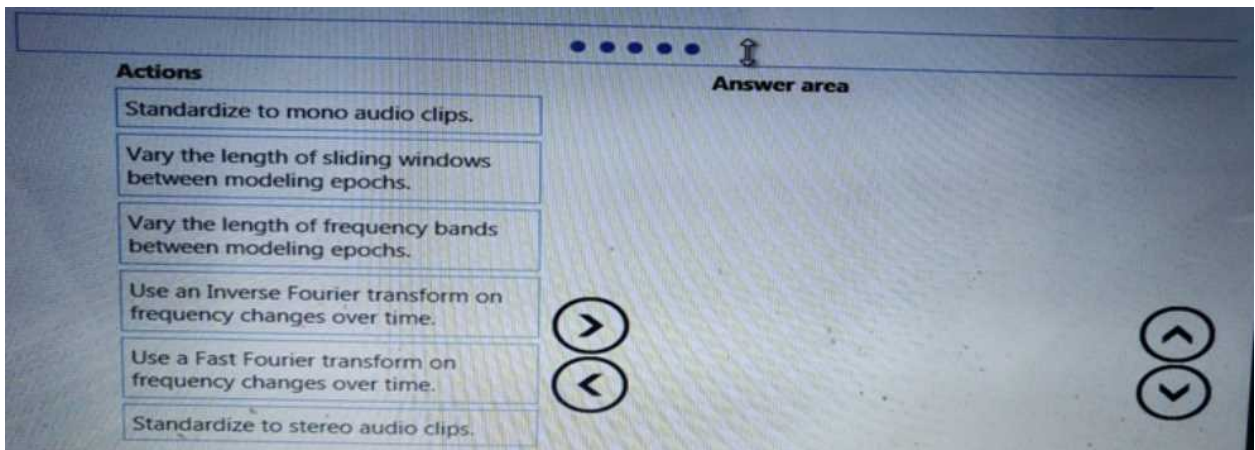 Actions
Answer area
Standardize to mono audio clips.
Vary the length of sliding windows
between modeling epochs.
Vary the length of frequency bands
between modeling epochs.
Use an Inverse Fourier transform on
frequency changes over time.
Use a Fast Fourier transform on
frequency changes over time.
Standardize to stereo audio clips.